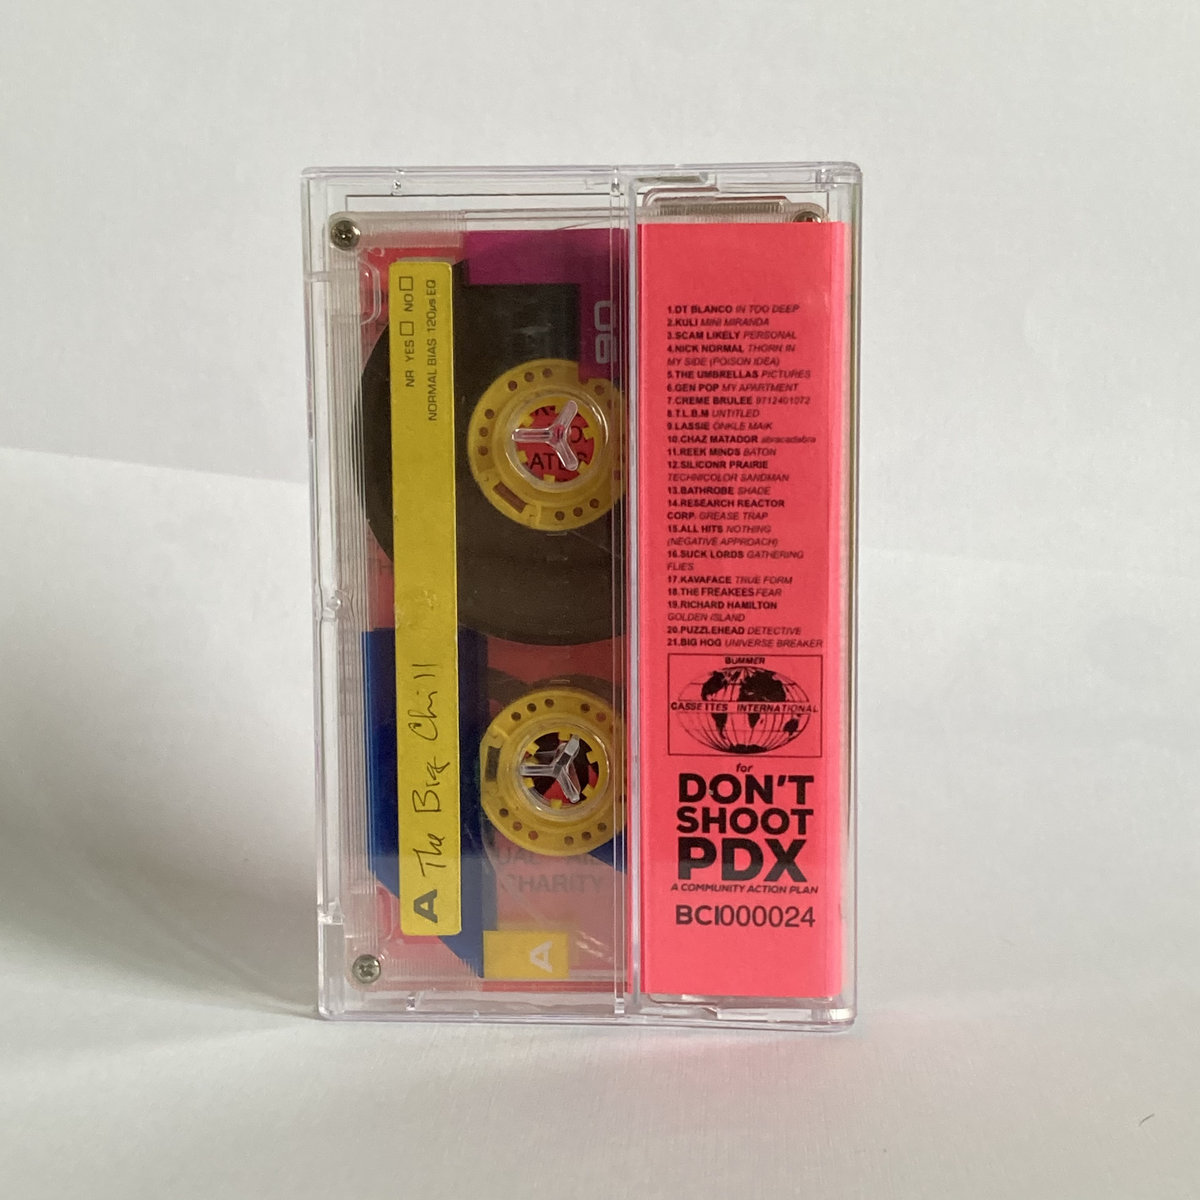 NR YES NO
NORMAL BIAS 120µs EQ
A The Big Chill
90
ATE
CHARITY
A
1.DT BLANCO IN TOO DEEP
2.KULI MINI MIRANDA
3.SCAM LIKELY PERSONAL
4.NICK NORMAL THORN IN
MY SIDE (POISON IDEA)
5.THE UMBRELLAS PICTURES
6.GEN POP MY APARTMENT
7.CREME BRULEE 9712401072
8.T.L.B.M UNTITLED
9.LASSIE ONKLE MAIK
10.CHAZ MATADOR abracadabra
11.REEK MINDS BATON
12.SILICONR PRAIRIE
TECHNICOLOR SANDMAN
13.BATHROBE SHADE
14.RESEARCH REACTOR
CORP. GREASE TRAP
15.ALL HITS NOTHING
(NEGATIVE APPROACH)
16.SUCK LORDS GATHERING
FLIES
17.KAVAFACE TRUE FORM
18.THE FREAKEES FEAR
19.RICHARD HAMILTON
GOLDEN ISLAND
20.PUZZLEHEAD DETECTIVE
21.BIG HOG UNIVERSE BREAKER
BUMMER
CASSETTES INTERNATIONAL
for
DON'T
SHOOT
PDX
A COMMUNITY ACTION PLAN
BCI000024